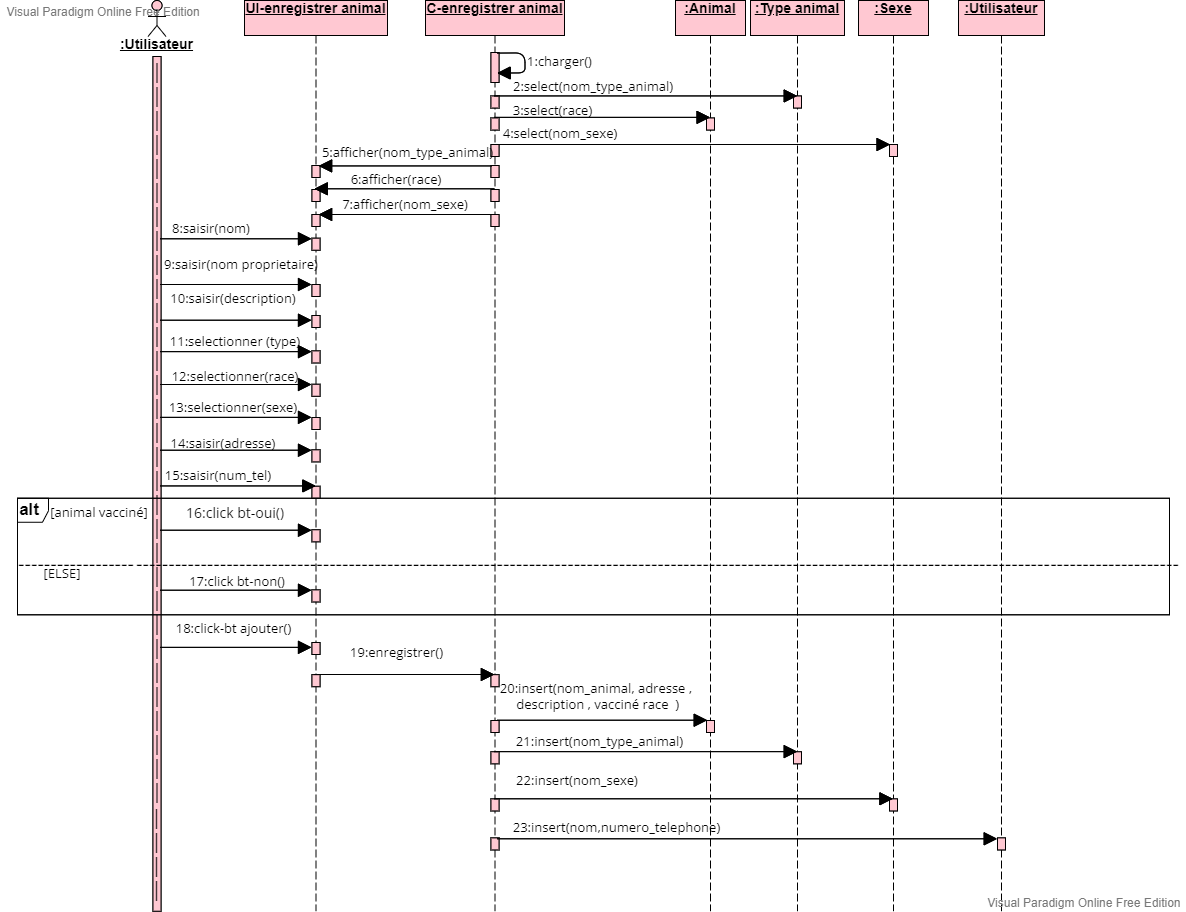 Visual Paradigm Online Free Edition
:Utilisateur
UI-enregistrer animal
C-enregistrer animal
:Animal
:Type animal
:Sexe
:Utilisateur
1:charger()
2:select(nom_type_animal)
3:select(race)
4:select(nom_sexe)
5:afficher(nom_type_animal)
6:afficher(race)
7:afficher(nom_sexe)
8:saisir(nom)
9:saisir(nom proprietaire)
10:saisir(description)
11:selectionner (type)
12:selectionner(race)
13:selectionner(sexe)
14:saisir(adresse)
15:saisir(num_tel)
alt
[animal vacciné]
16:click bt-oui()
[ELSE]
17:click bt-non()
18:click-bt ajouter()
19:enregistrer()
20:insert(nom_animal, adresse ,
description , vacciné race )
21:insert(nom_type_animal)
22:insert(nom_sexe)
23:insert(nom,numero_telephone)
Visual Paradigm Online Free Edition